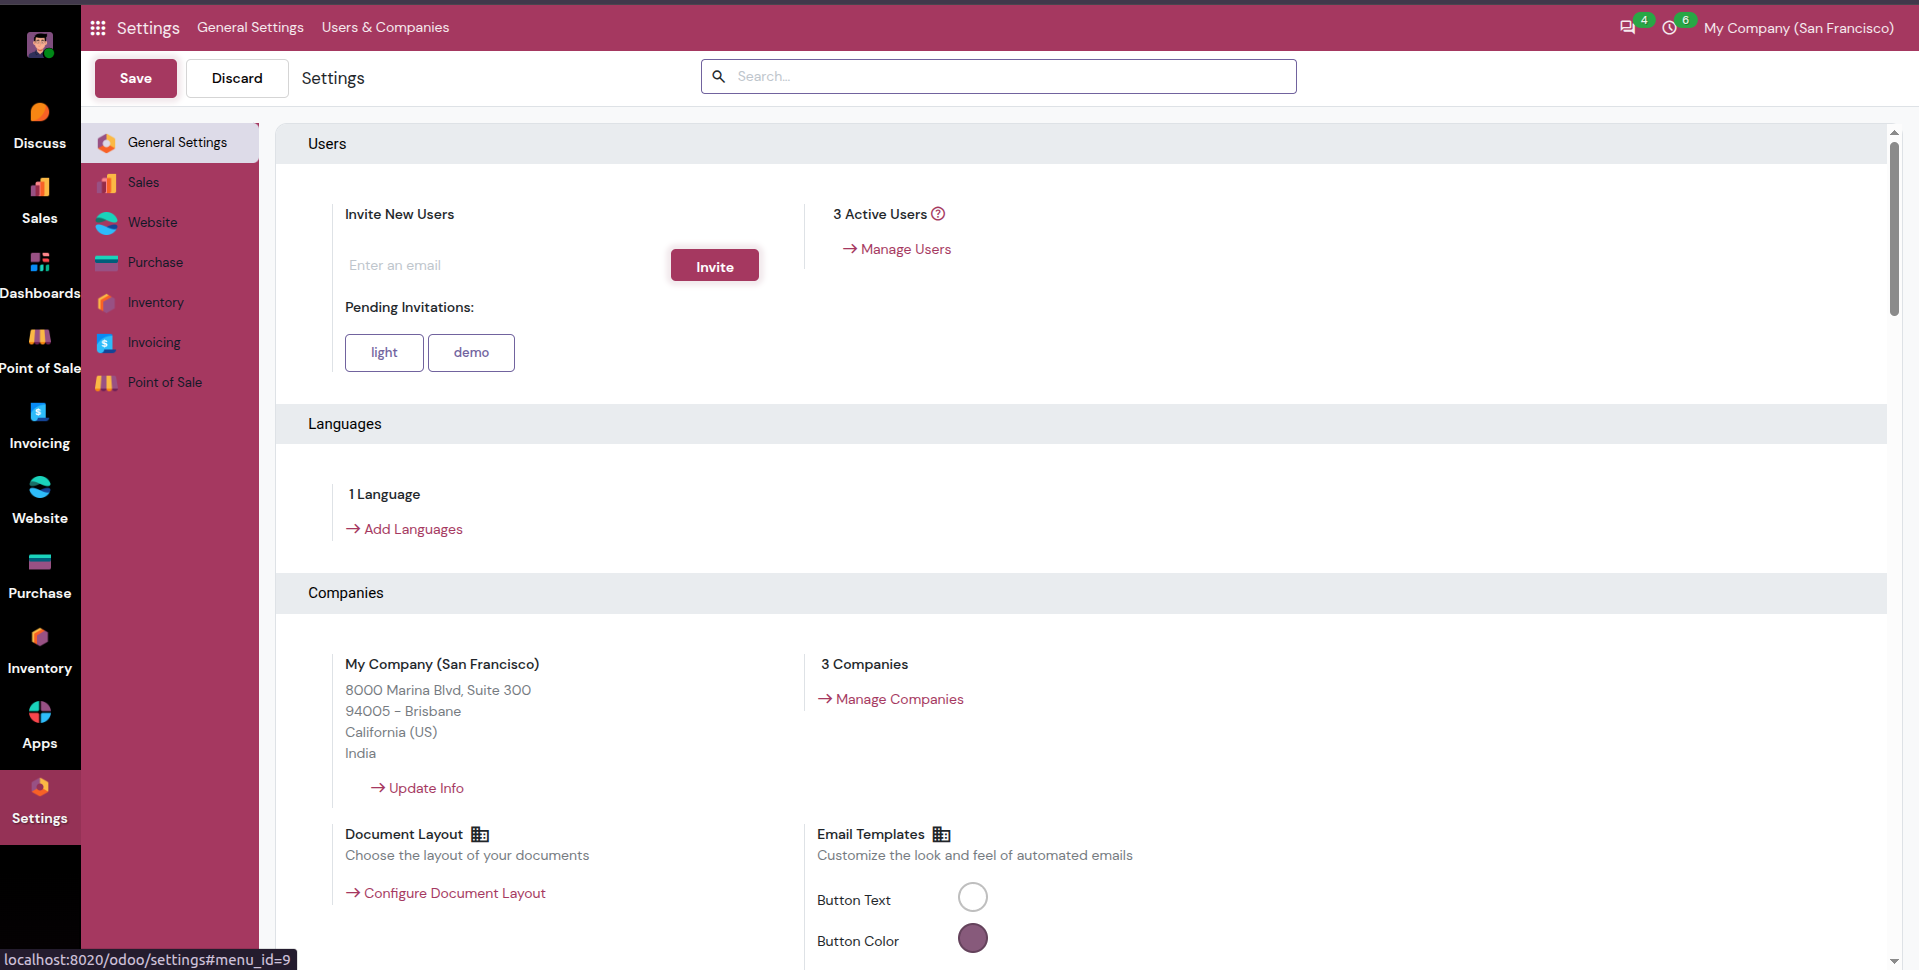 Settings General Settings Users & Companies 4 6 My Company (San Francisco)
Save Discard Settings Search...
Discuss
Sales
Dashboards
Point of Sale
Invoicing
Website
Purchase
Inventory
Apps
Settings
General Settings
Sales
Website
Purchase
Inventory
Invoicing
Point of Sale
Users
Invite New Users
Enter an email Invite
Pending Invitations:
light demo
3 Active Users
Manage Users
Languages
1 Language
Add Languages
Companies
My Company (San Francisco)
8000 Marina Blvd, Suite 300
94005 - Brisbane
California (US)
India
Update Info
3 Companies
Manage Companies
Document Layout
Choose the layout of your documents
Configure Document Layout
Email Templates
Customize the look and feel of automated emails
Button Text
Button Color
localhost:8020/odoo/settings#menu_id=9